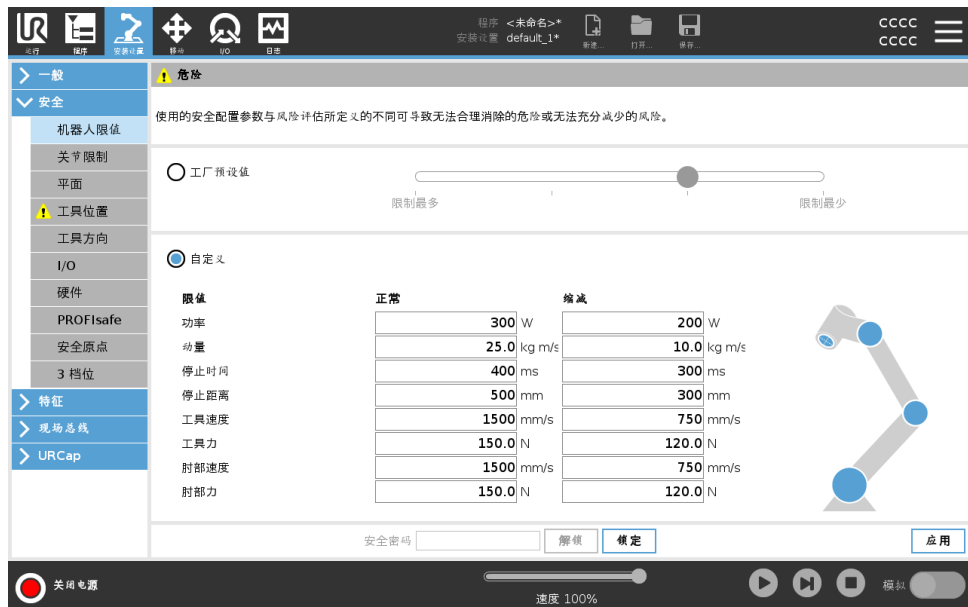 UR
程序 <未命名>*
安装设置 default_1*
运行
程序
安装设置
移动
I/O
日志
新建...
打开...
保存...
CCCC
CCCC
一般
安全
机器人限值
关节限制
平面
工具位置
工具方向
I/O
硬件
PROFIsafe
安全原点
3 档位
特征
现场总线
URCap
危险
使用的安全配置参数与风险评估所定义的不同可导致无法合理消除的危险或无法充分减少的风险。
工厂预设值
限制最多 限制最少
自定义
限值 正常 缩减
功率 300 W 200 W
动量 25.0 kg m/s 10.0 kg m/s
停止时间 400 ms 300 ms
停止距离 500 mm 300 mm
工具速度 1500 mm/s 750 mm/s
工具力 150.0 N 120.0 N
肘部速度 1500 mm/s 750 mm/s
肘部力 150.0 N 120.0 N
安全密码 解锁 锁定 应用
关闭电源
速度 100%
模拟